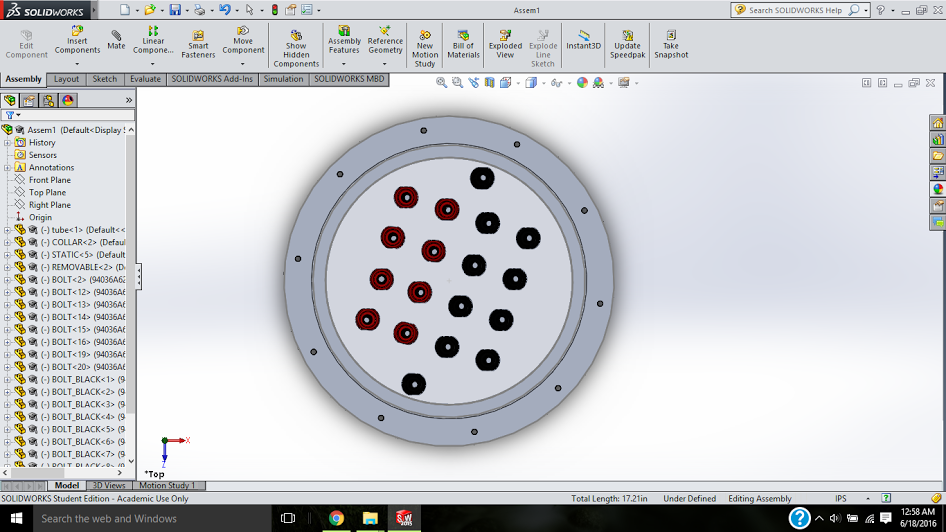 SOLIDWORKS
Assem1
Search SOLIDWORKS Help
Edit Component
Insert Components
Mate
Linear Compone...
Smart Fasteners
Move Component
Show Hidden Components
Assembly Features
Reference Geometry
New Motion Study
Bill of Materials
Exploded View
Explode Line Sketch
Instant3D
Update Speedpak
Take Snapshot
Assembly Layout Sketch Evaluate SOLIDWORKS Add-Ins Simulation SOLIDWORKS MBD
Assem1 (Default<Display S
History
Sensors
Annotations
Front Plane
Top Plane
Right Plane
Origin
(-) tube<1> (Default<<
(-) COLLAR<2> (Default
(-) STATIC<5> (Default<
(-) REMOVABLE<2> (D
(-) BOLT<2> (94036A62
(-) BOLT<12> (94036A6
(-) BOLT<13> (94036A6
(-) BOLT<14> (94036A6
(-) BOLT<15> (94036A6
(-) BOLT<16> (94036A6
(-) BOLT<19> (94036A6
(-) BOLT<20> (94036A6
(-) BOLT_BLACK<1> (94
(-) BOLT_BLACK<2> (9
(-) BOLT_BLACK<3> (9
(-) BOLT_BLACK<4> (9
(-) BOLT_BLACK<5> (9
(-) BOLT_BLACK<6> (9
(-) BOLT_BLACK<7> (9
X
Z
*Top
Model 3D Views Motion Study 1
SOLIDWORKS Student Edition - Academic Use Only
Total Length: 17.21in Under Defined Editing Assembly IPS
Search the web and Windows
12:58 AM
6/18/2016